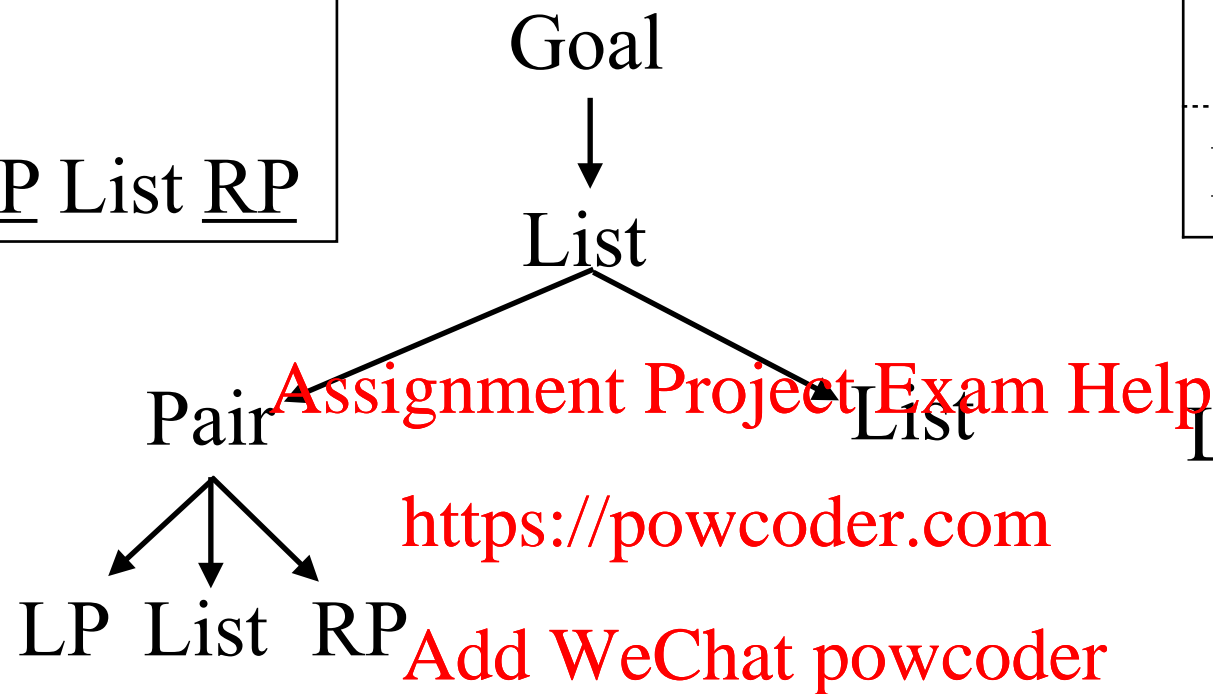 Goal
P List RP
List
Assignment Project Exam Help
Pair
List
https://powcoder.com
LP List RP
Add WeChat powcoder